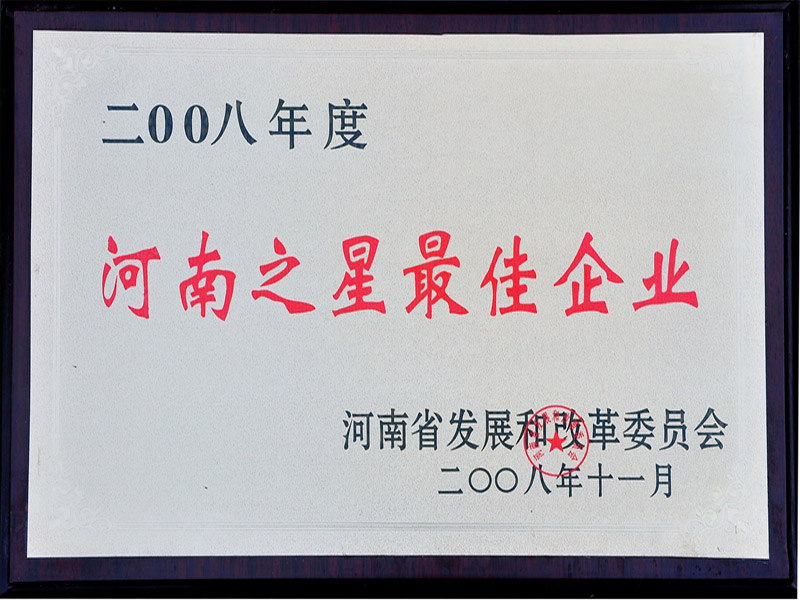 二00八年度
河南之星最佳企业
河南省发展和改革委员会
二〇〇八年十一月